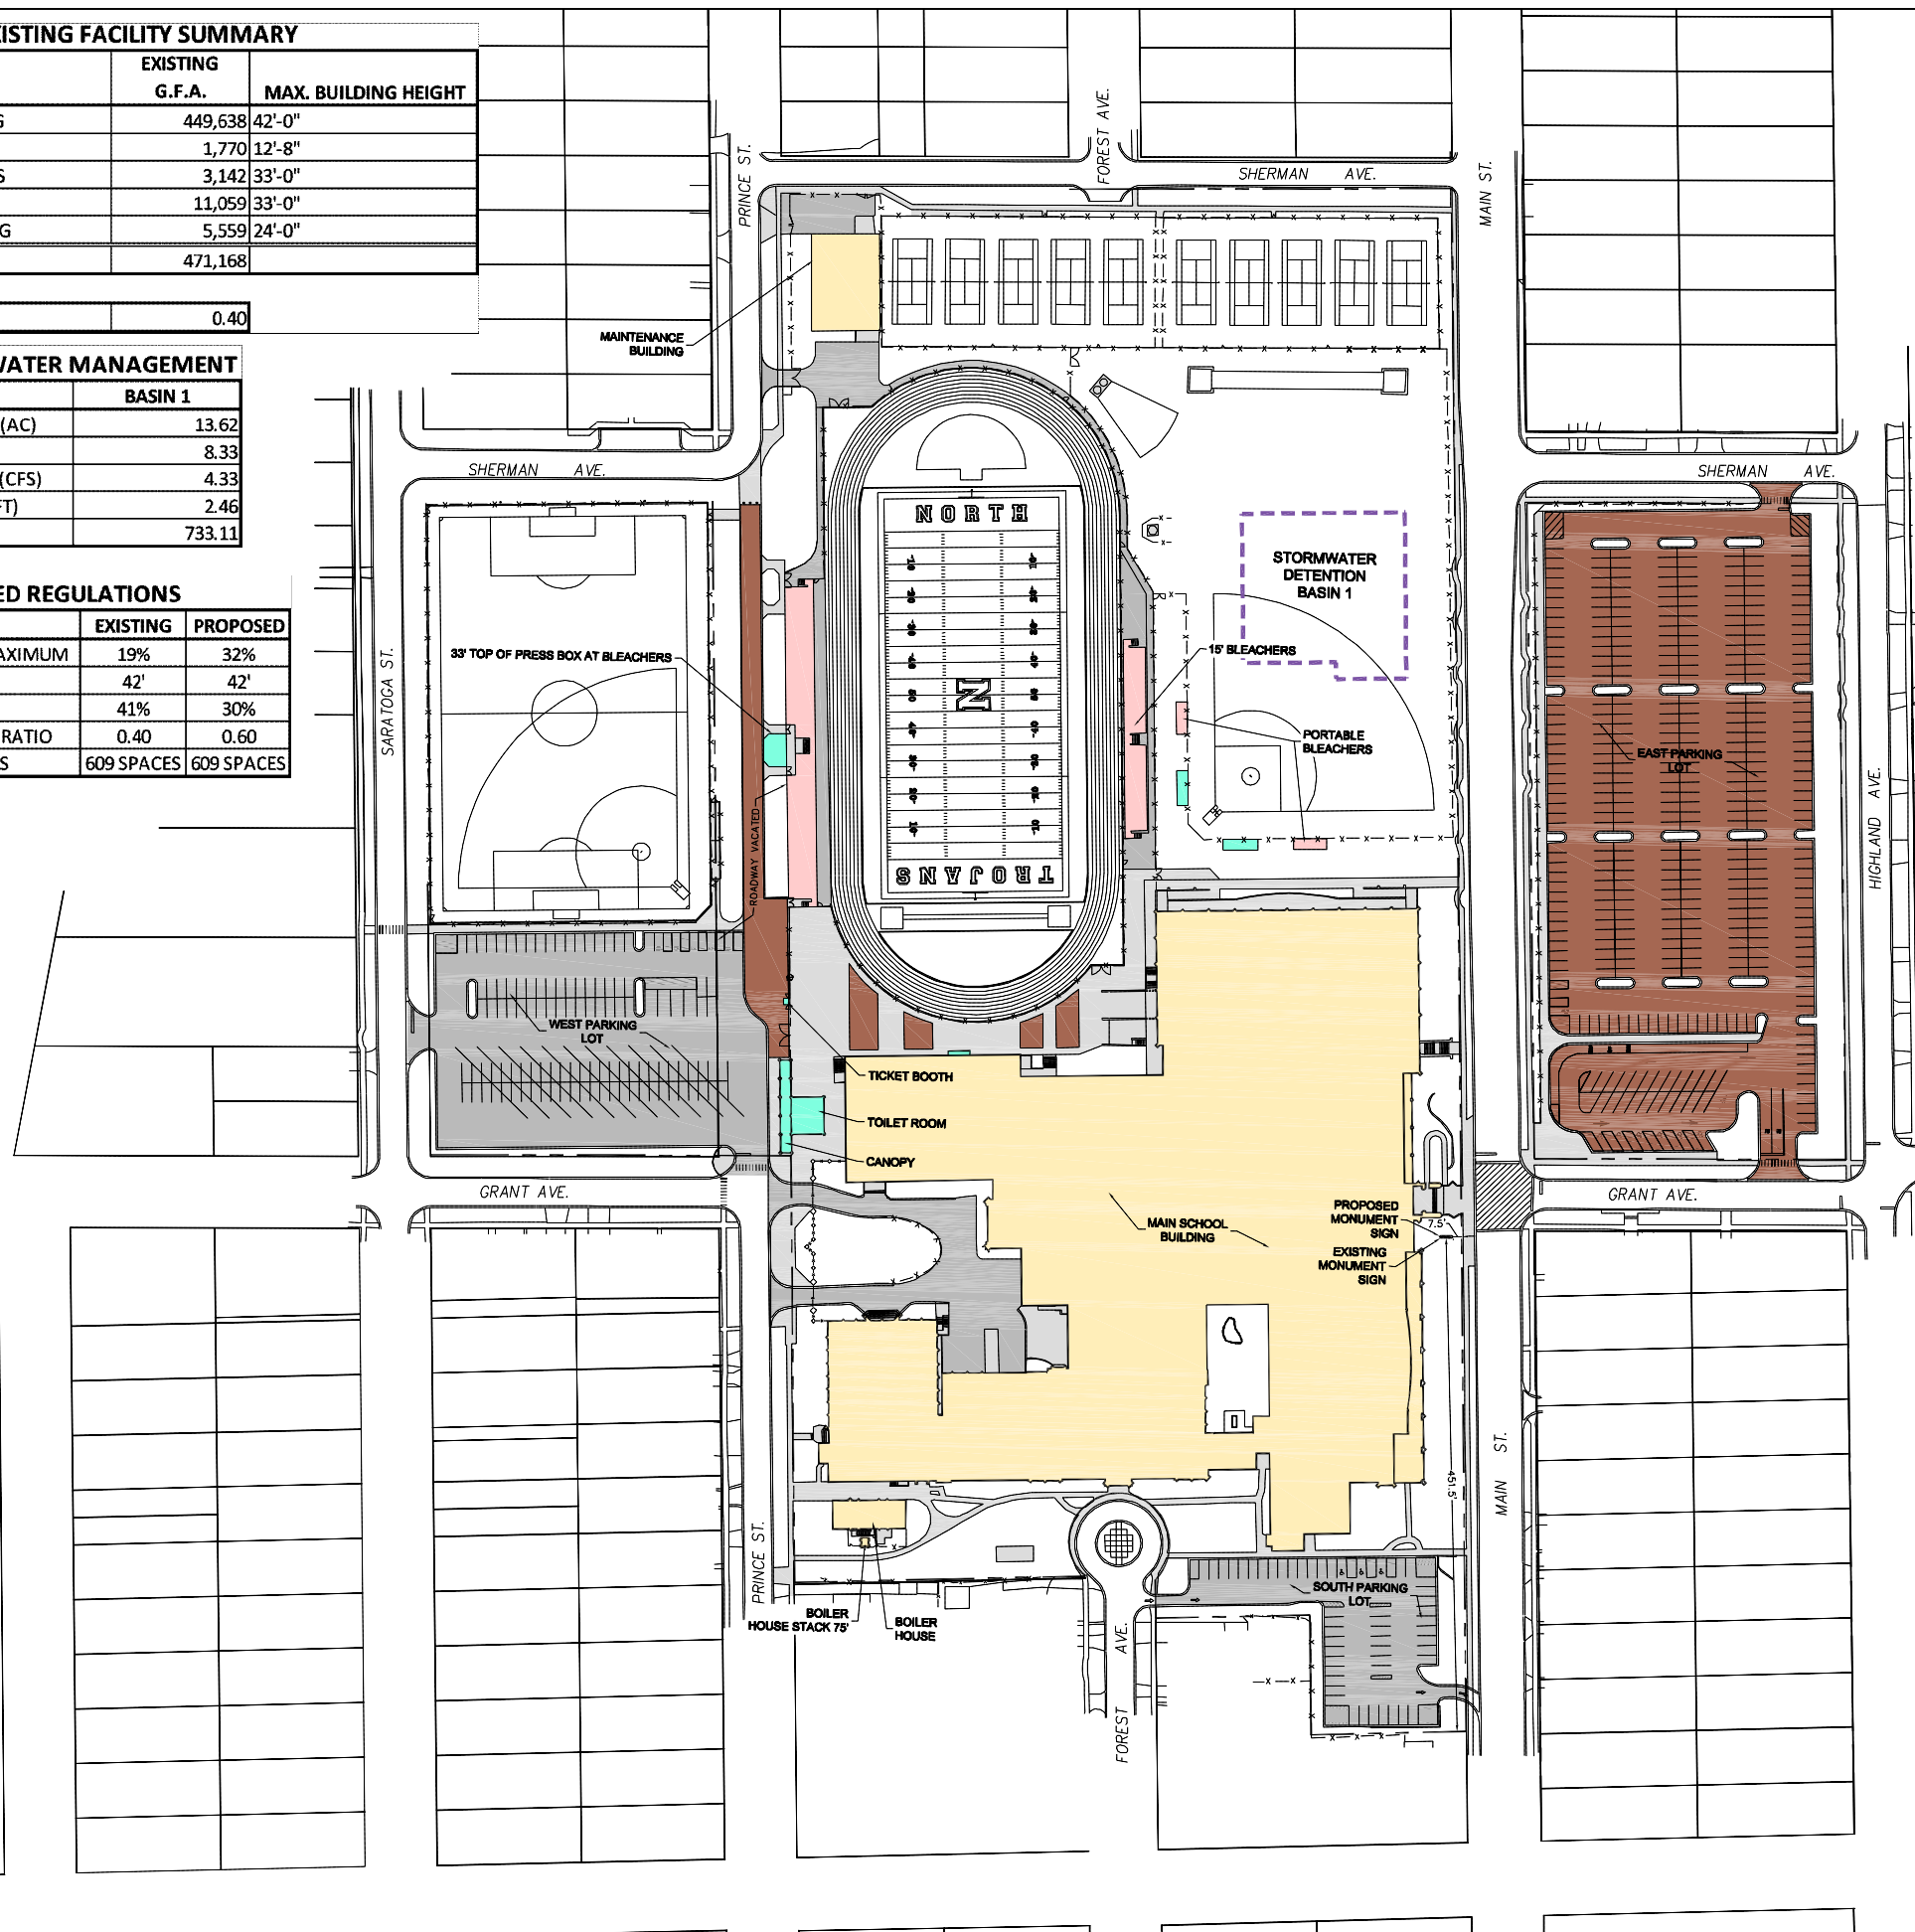 ISTING FACILITY SUMMARY
EXISTING
G.F.A. MAX. BUILDING HEIGHT
G 449,638 42'-0"
1,770 12'-8"
S 3,142 33'-0"
11,059 33'-0"
G 5,559 24'-0"
471,168
0.40
WATER MANAGEMENT
BASIN 1
(AC) 13.62
8.33
(CFS) 4.33
T) 2.46
733.11
ED REGULATIONS
EXISTING PROPOSED
AXIMUM 19% 32%
42' 42'
41% 30%
RATIO 0.40 0.60
S 609 SPACES 609 SPACES
PRINCE ST.
FOREST AVE.
SHERMAN AVE.
MAIN ST.
MAINTENANCE
BUILDING
SHERMAN AVE.
SHERMAN AVE.
NORTH
STORMWATER
DETENTION
BASIN 1
33' TOP OF PRESS BOX AT BLEACHERS
15' BLEACHERS
SARATOGA ST.
N
PORTABLE
BLEACHERS
EAST PARKING
LOT
HIGHLAND AVE.
ROADWAY VACATED
TROJANS
WEST PARKING
LOT
TICKET BOOTH
TOILET ROOM
CANOPY
GRANT AVE.
GRANT AVE.
MAIN SCHOOL
BUILDING
PROPOSED
MONUMENT
SIGN
7.5'
EXISTING
MONUMENT
SIGN
451.5'
MAIN ST.
PRINCE ST.
SOUTH PARKING
LOT
BOILER
HOUSE STACK 75'
BOILER
HOUSE
FOREST AVE.